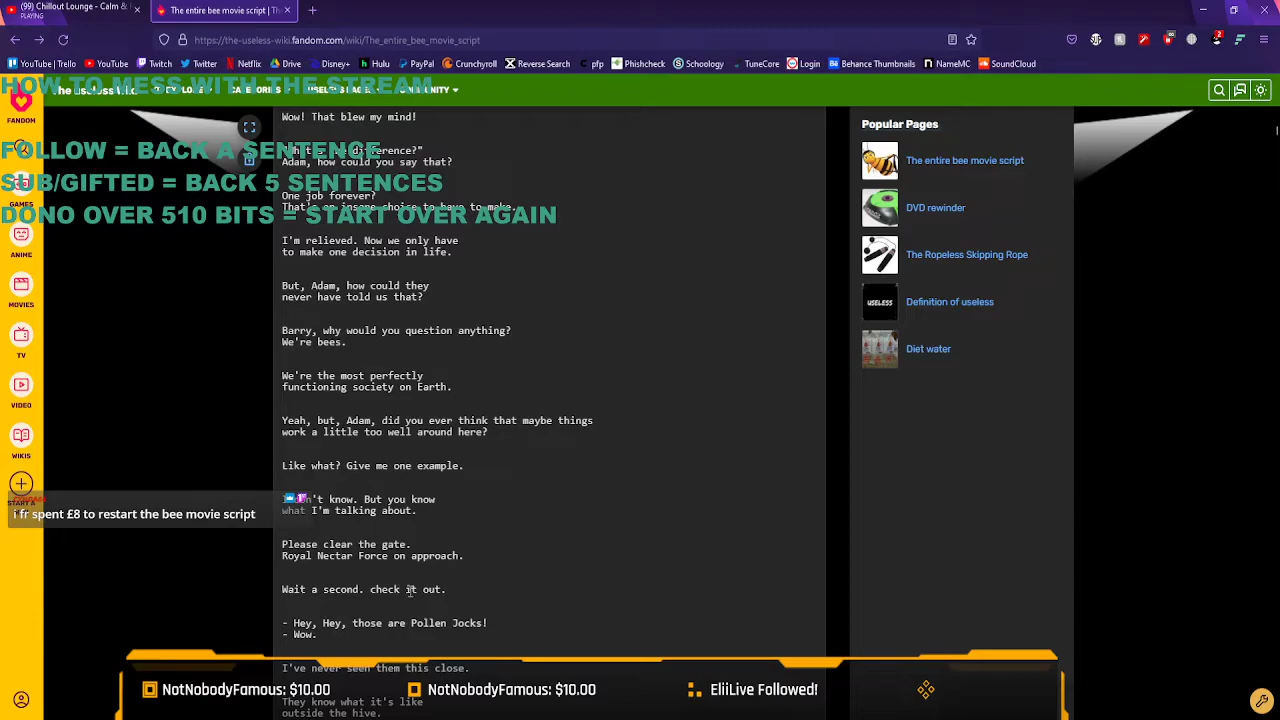 (99) Chillout Lounge - Calm &
PLAYING
The entire bee movie script | Th
https://the-useless-wiki.fandom.com/wiki/The_entire_bee_movie_script
YouTube | Trello
YouTube
Twitch
Twitter
Netflix
Drive
Disney+
Hulu
PayPal
Crunchyroll
Reverse Search
pfp
Phishcheck
Schoology
TuneCore
Login
Behance Thumbnails
NameMC
SoundCloud
HOW TO MESS WITH THE STREAM
FOLLOW = BACK A SENTENCE
SUB/GIFTED = BACK 5 SENTENCES
DONO OVER 510 BITS = START OVER AGAIN
FANDOM
GAMES
ANIME
MOVIES
TV
VIDEO
WIKIS
START A
Wow! That blew my mind!
Adam, how could you say that?
One job forever?
That's an insane choice to have to make.
I'm relieved. Now we only have
to make one decision in life.
But, Adam, how could they
never have told us that?
Barry, why would you question anything?
We're bees.
We're the most perfectly
functioning society on Earth.
Yeah, but, Adam, did you ever think that maybe things
work a little too well around here?
Like what? Give me one example.
know. But you know
what I'm talking about.
Please clear the gate.
Royal Nectar Force on approach.
Wait a second. check it out.
- Hey, Hey, those are Pollen Jocks!
- Wow.
I've never seen them this close.
They know what it's like
outside the hive.
i fr spent £8 to restart the bee movie script
Popular Pages
The entire bee movie script
DVD rewinder
The Ropeless Skipping Rope
USELESS
Definition of useless
Diet water
NotNobodyFamous: $10.00
NotNobodyFamous: $10.00
EliiLive Followed!